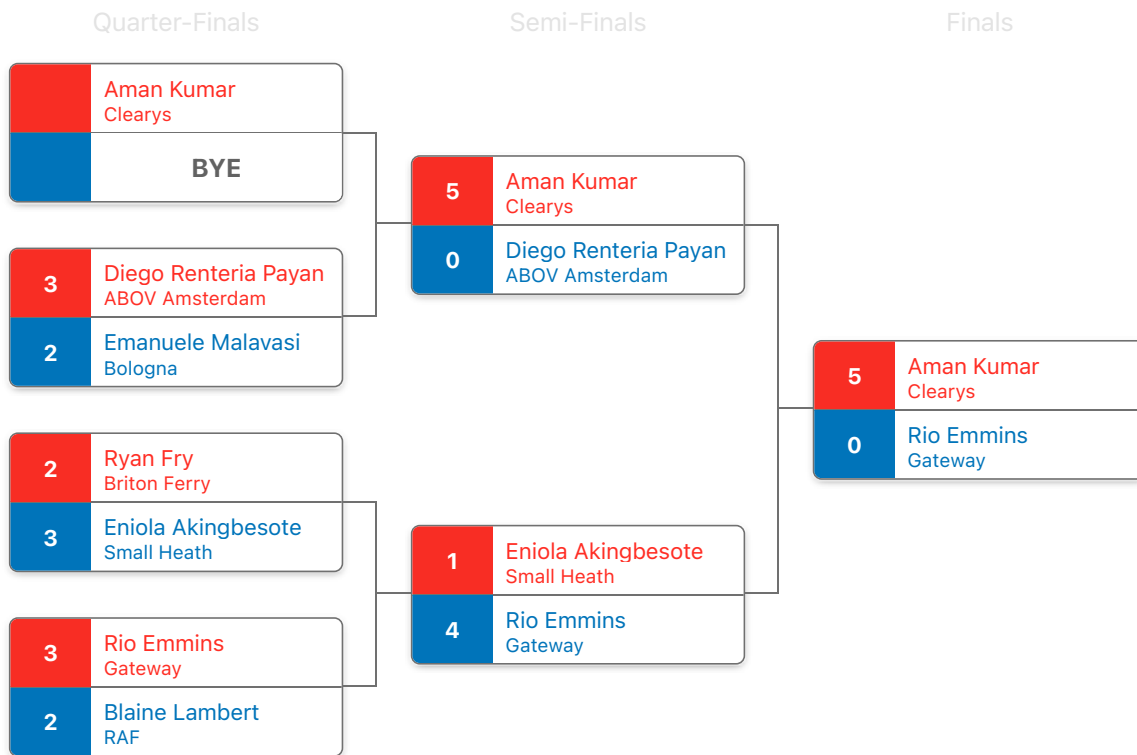 Quarter-Finals
Semi-Finals
Finals
Aman Kumar
Clearys
BYE
3
Diego Renteria Payan
ABOV Amsterdam
2
Emanuele Malavasi
Bologna
2
Ryan Fry
Briton Ferry
3
Eniola Akingbesote
Small Heath
3
Rio Emmins
Gateway
2
Blaine Lambert
RAF
5
Aman Kumar
Clearys
0
Diego Renteria Payan
ABOV Amsterdam
1
Eniola Akingbesote
Small Heath
4
Rio Emmins
Gateway
5
Aman Kumar
Clearys
0
Rio Emmins
Gateway